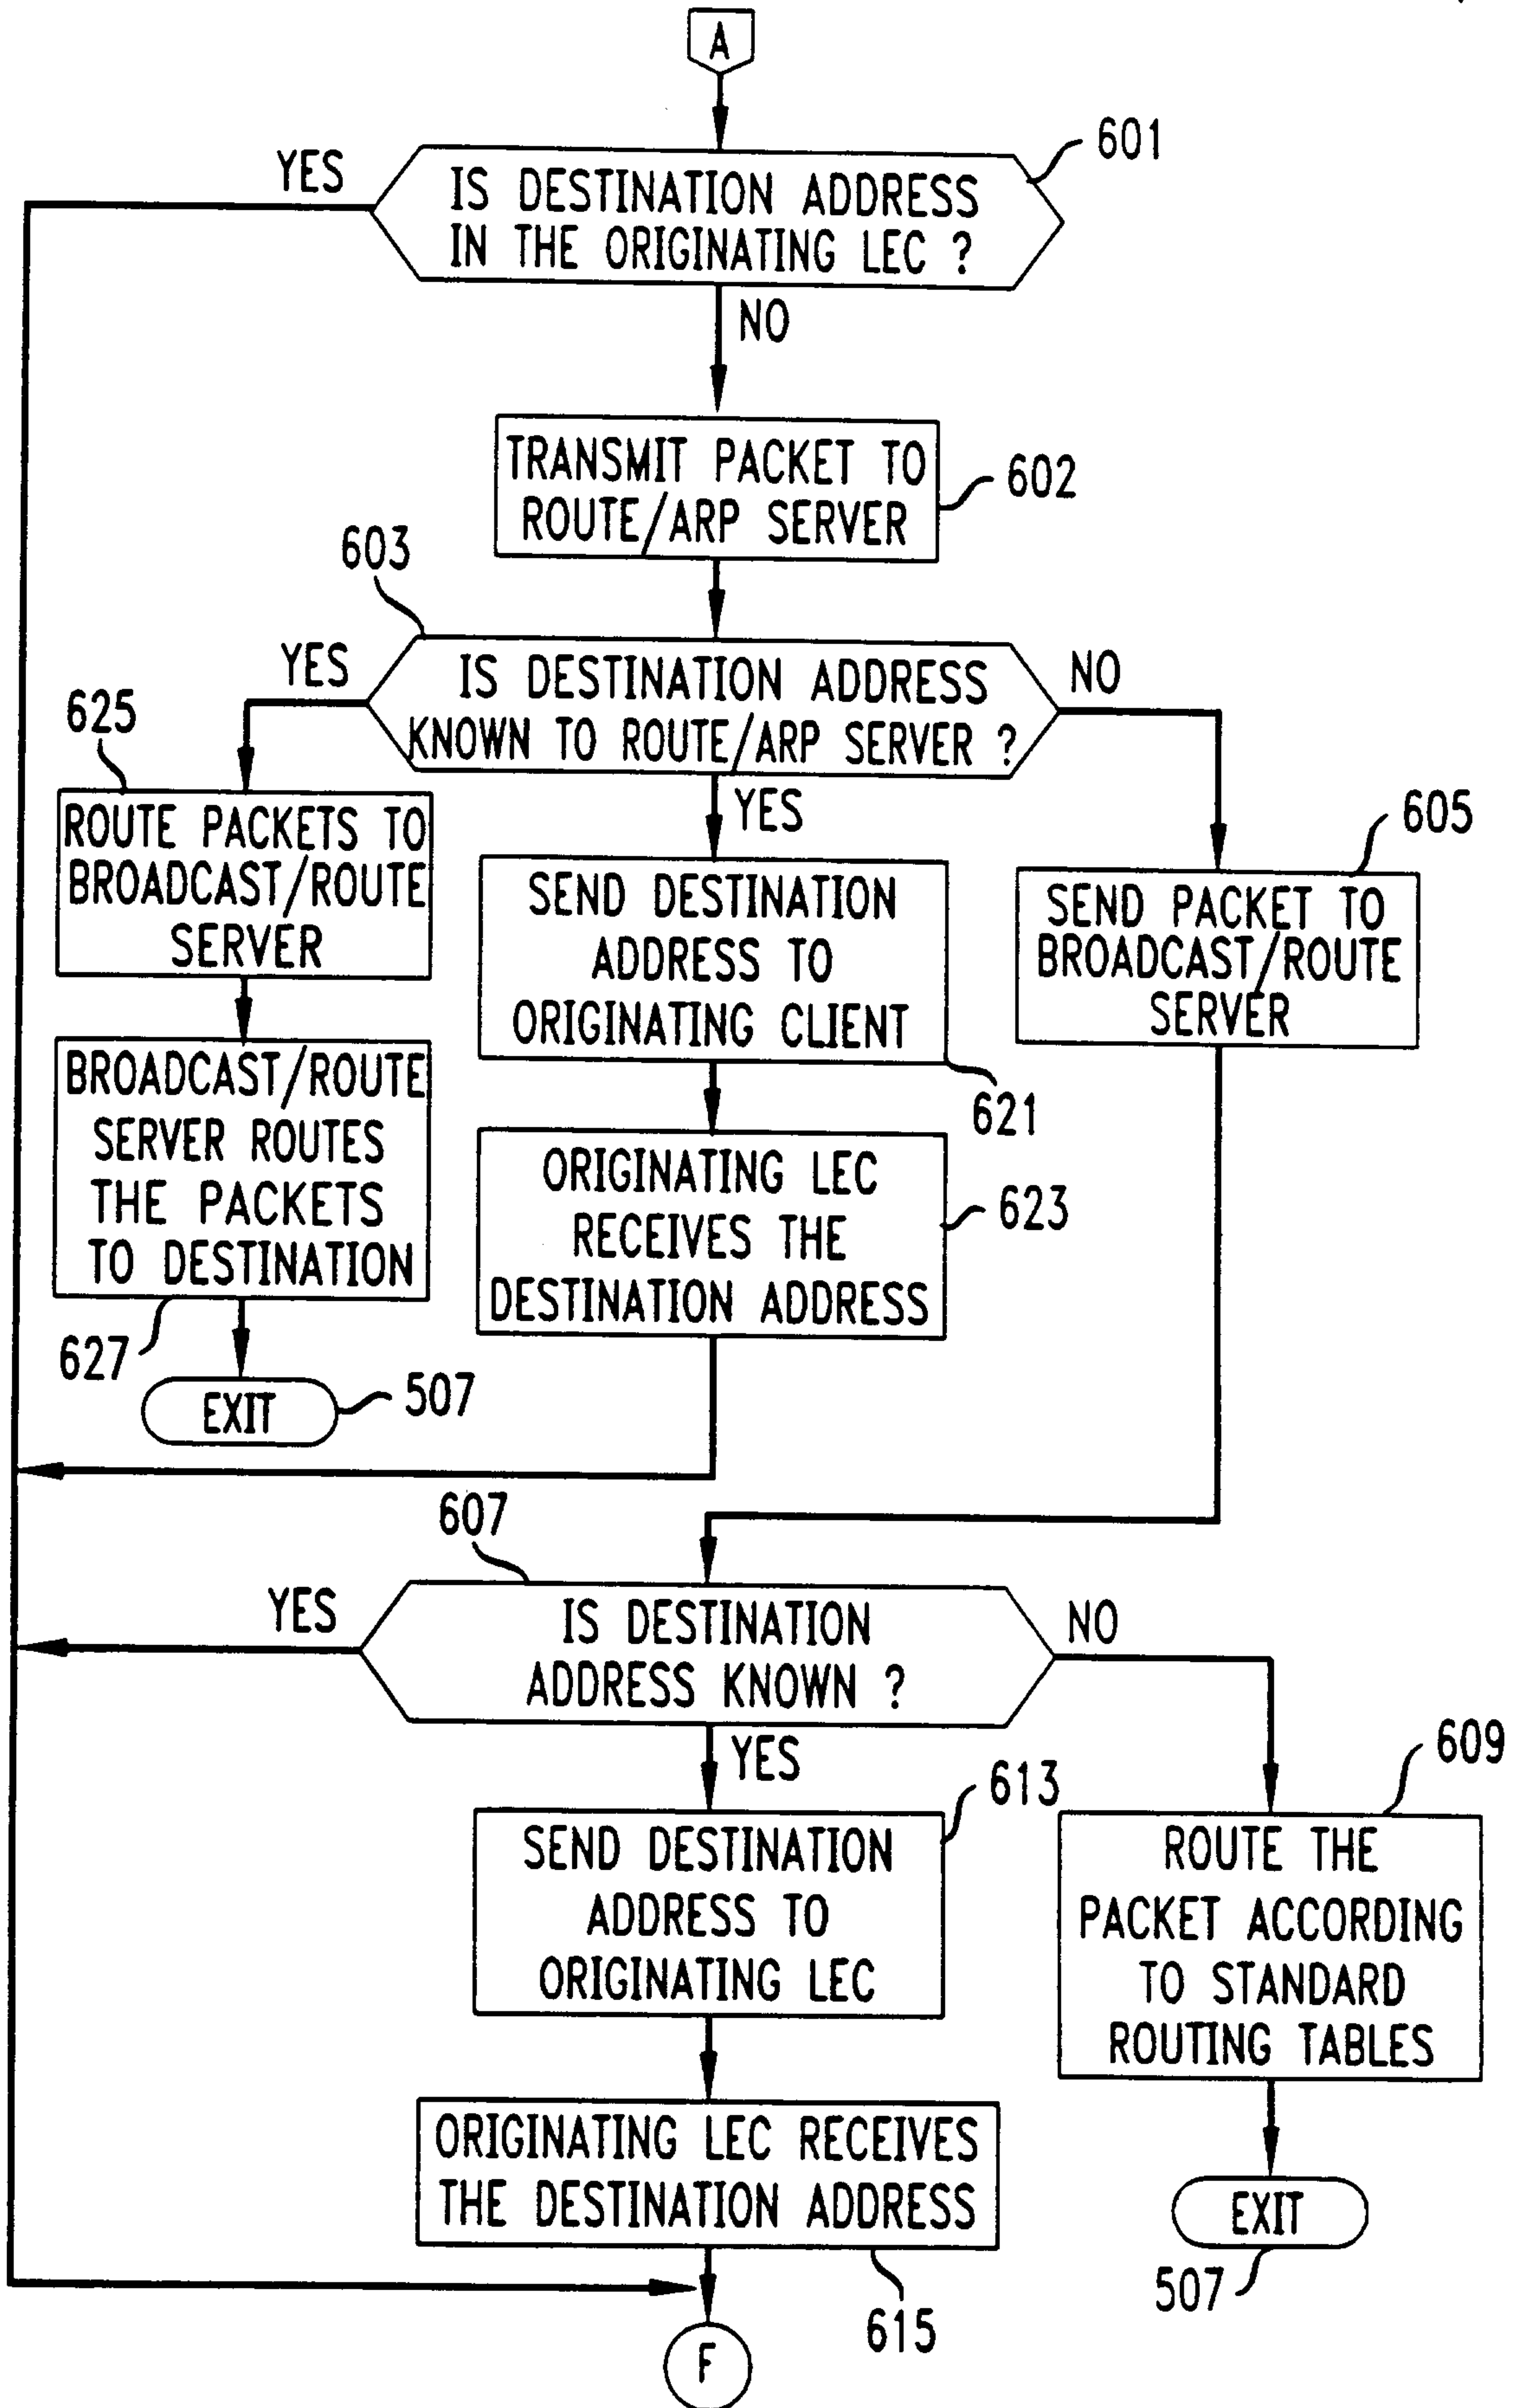 A
601
YES
IS DESTINATION ADDRESS
IN THE ORIGINATING LEC ?
NO
TRANSMIT PACKET TO
ROUTE/ARP SERVER
602
603
YES
IS DESTINATION ADDRESS
KNOWN TO ROUTE/ARP SERVER ?
NO
625
YES
605
ROUTE PACKETS TO
BROADCAST/ROUTE
SERVER
SEND DESTINATION
ADDRESS TO
ORIGINATING CLIENT
SEND PACKET TO
BROADCAST/ROUTE
SERVER
621
BROADCAST/ROUTE
SERVER ROUTES
THE PACKETS
TO DESTINATION
ORIGINATING LEC
RECEIVES THE
DESTINATION ADDRESS
623
627
EXIT
507
607
YES
IS DESTINATION
ADDRESS KNOWN ?
NO
YES
613
609
SEND DESTINATION
ADDRESS TO
ORIGINATING LEC
ROUTE THE
PACKET ACCORDING
TO STANDARD
ROUTING TABLES
ORIGINATING LEC RECEIVES
THE DESTINATION ADDRESS
EXIT
507
615
F